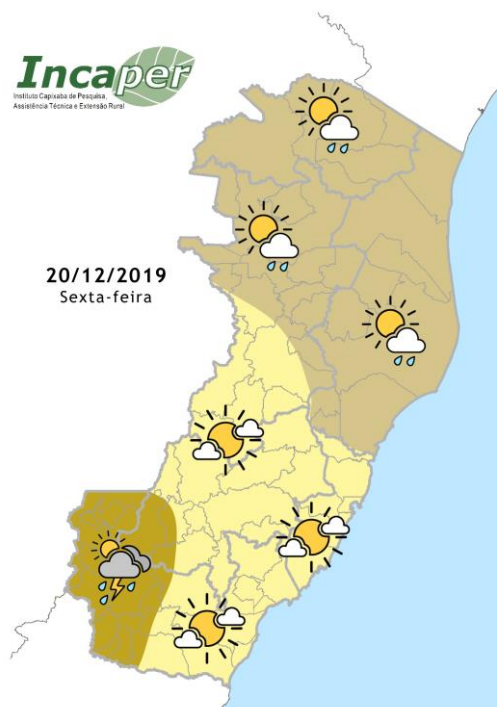 Incaper
Instituto Capixaba de Pesquisa,
Assistência Técnica e Extensão Rural
20/12/2019
Sexta-feira